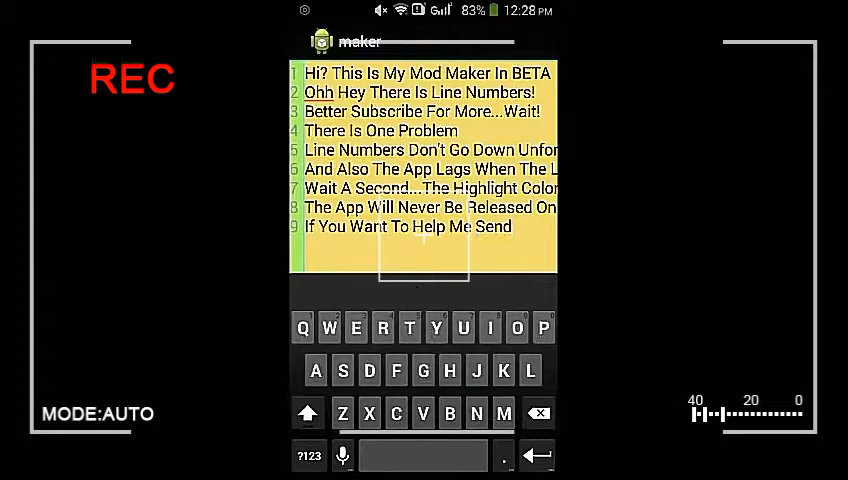 83% 12:28 PM
maker
REC
1 Hi? This Is My Mod Maker In BETA
2 Ohh Hey There Is Line Numbers!
3 Better Subscribe For More...Wait!
4 There Is One Problem
5 Line Numbers Don't Go Down Unfor
6 And Also The App Lags When The L
7 Wait A Second...The Highlight Color
8 The App Will Never Be Released On
9 If You Want To Help Me Send
Q W E R T Y U I O P
A S D F G H J K L
Z X C V B N M
MODE:AUTO
40 20 0
?123 .